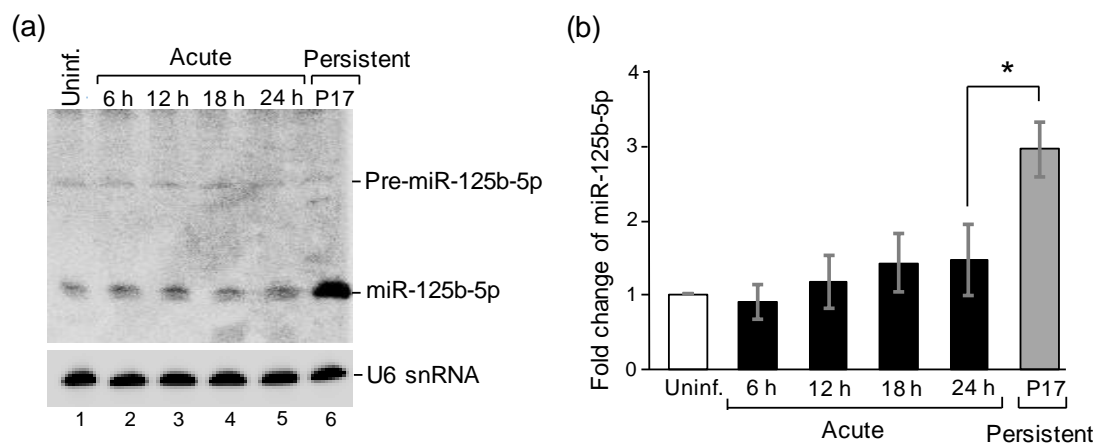 (a)
Uninf.
Acute
Persistent
6 h 12 h 18 h 24 h P17
Pre-miR-125b-5p
miR-125b-5p
U6 snRNA
1 2 3 4 5 6
(b)
Fold change of miR-125b-5p
4
3
2
1
0
*
Uninf. 6 h 12 h 18 h 24 h P17
Acute Persistent